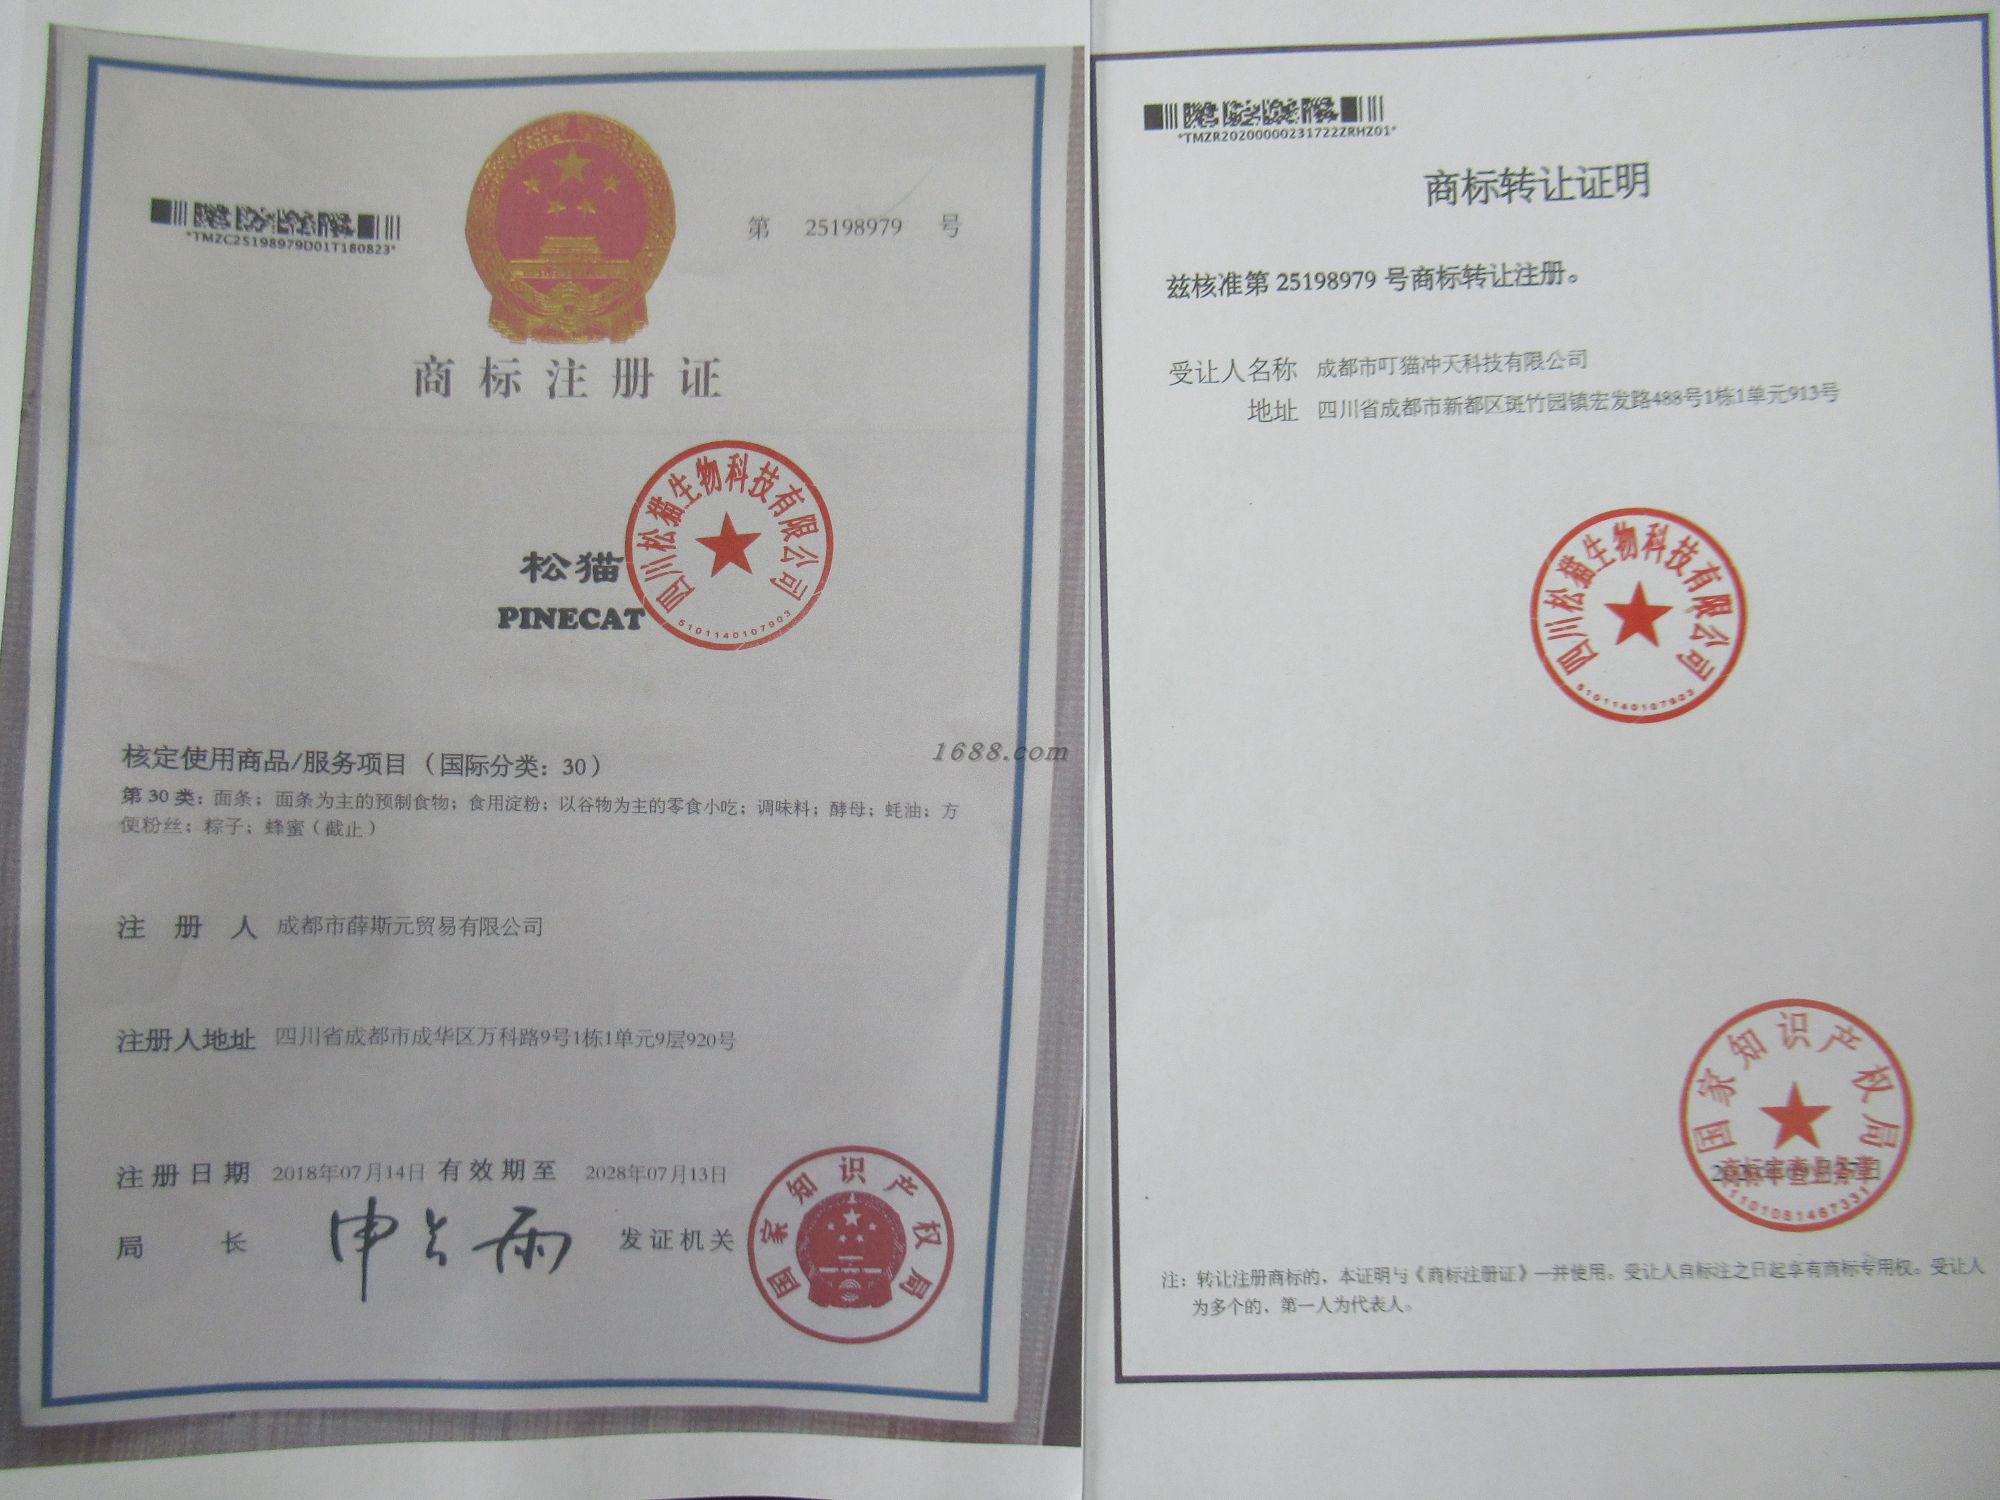 *TMZC25198979D01T180823*
第 25198979 号
商标注册证
松猫
PINECAT
四川松猫生物科技有限公司
5101140107903
核定使用商品/服务项目（国际分类：30）
第 30 类：面条；面条为主的预制食物；食用淀粉；以谷物为主的零食小吃；调味料；酵母；蚝油；方
便粉丝；粽子；蜂蜜（截止）
注册人 成都市薛斯元贸易有限公司
注册人地址 四川省成都市成华区万科路9号1栋1单元9层920号
注册日期 2018年07月14日 有效期至 2028年07月13日
局长 申长雨 发证机关
国家知识产权局
1688.com
*TMZR20200000231722ZRHZ01*
商标转让证明
兹核准第 25198979 号商标转让注册。
受让人名称 成都市叮猫冲天科技有限公司
地址 四川省成都市新都区斑竹园镇宏发路488号1栋1单元913号
四川松猫生物科技有限公司
5101140107903
国家知识产权局
商标审查业务章
1101081467331
注：转让注册商标的，本证明与《商标注册证》一并使用。受让人自标注之日起享有商标专用权。受让人
为多个的，第一人为代表人。